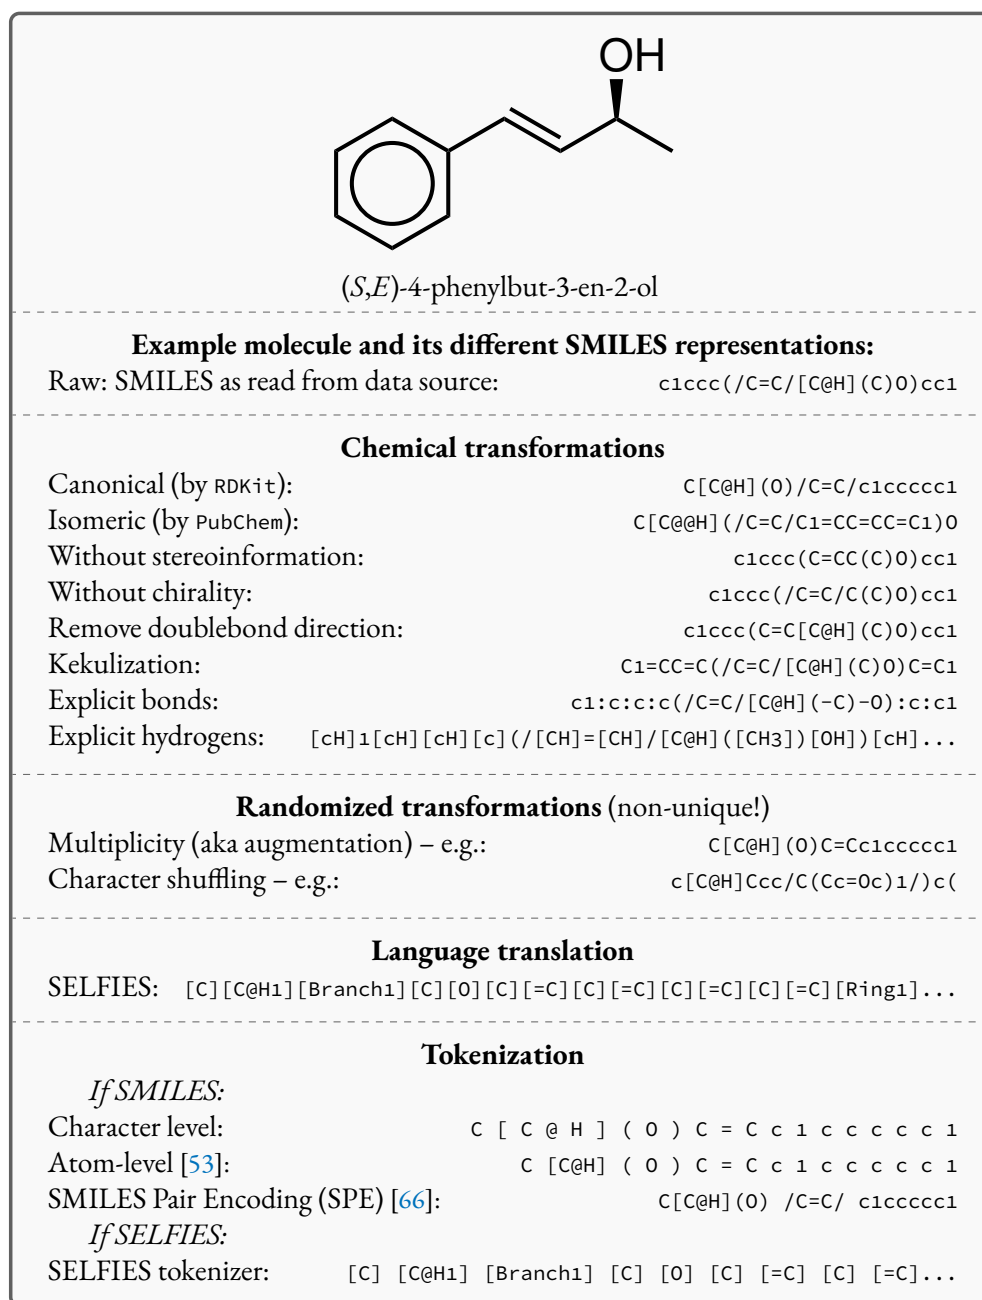 OH
(S,E)-4-phenylbut-3-en-2-ol
Example molecule and its different SMILES representations:
Raw: SMILES as read from data source: c1ccc(/C=C/[C@H](C)O)cc1
Chemical transformations
Canonical (by RDKit): C[C@H](O)/C=C/c1ccccc1
Isomeric (by PubChem): C[C@@H](/C=C/C1=CC=CC=C1)O
Without stereoinformation: c1ccc(C=CC(C)O)cc1
Without chirality: c1ccc(/C=C/C(C)O)cc1
Remove doublebond direction: c1ccc(C=C[C@H](C)O)cc1
Kekulization: C1=CC=C(/C=C/[C@H](C)O)C=C1
Explicit bonds: c1:c:c:c(/C=C/[C@H](-C)-O):c:c1
Explicit hydrogens: [cH]1[cH][cH][c](/[CH]=[CH]/[C@H]([CH3])[OH])[cH]...
Randomized transformations (non-unique!)
Multiplicity (aka augmentation) – e.g.: C[C@H](O)C=Cc1ccccc1
Character shuffling – e.g.: c[C@H]Ccc/C(Cc=Oc)1/)c(
Language translation
SELFIES: [C][C@H1][Branch1][C][O][C][=C][C][=C][C][=C][C][=C][Ring1]...
Tokenization
If SMILES:
Character level: C [ C @ H ] ( O ) C = C c 1 c c c c c 1
Atom-level [53]: C [C@H] ( O ) C = C c 1 c c c c c 1
SMILES Pair Encoding (SPE) [66]: C[C@H](O) /C=C/ c1ccccc1
If SELFIES:
SELFIES tokenizer: [C] [C@H1] [Branch1] [C] [O] [C] [=C] [C] [=C]...